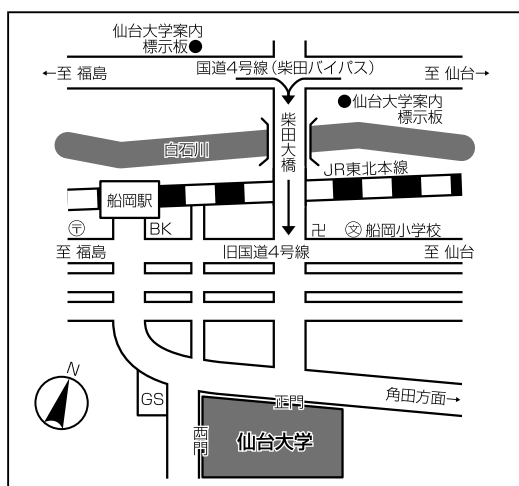 仙台大学案内
標示板●
国道4号線(柴田バイパス)
←至 福島
至 仙台→
●仙台大学案内
標示板
柴田大橋
白石川
JR東北本線
船岡駅
〒
BK
卍
文 船岡小学校
至 福島
旧国道4号線
至 仙台
N
GS
正門
角田方面→
西門
仙台大学